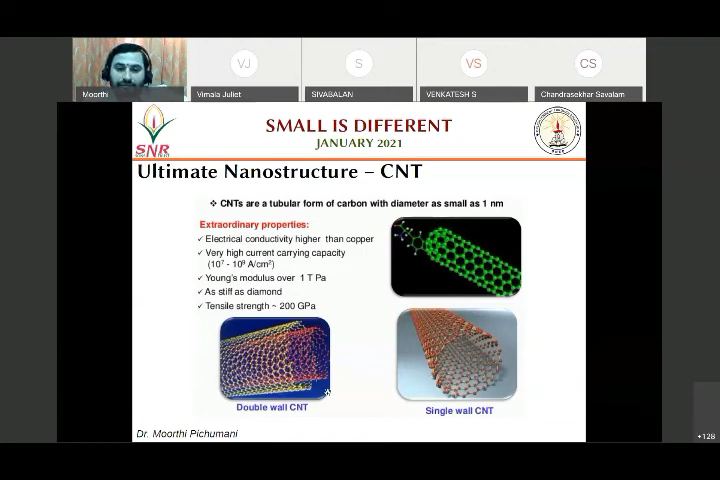 VJ
S
VS
CS
Moorthi
Vimala Juliet
SIVABALAN
VENKATESH S
Chandrasekhar Savalam
SNR
SMALL IS DIFFERENT
JANUARY 2021
Ultimate Nanostructure – CNT
❖ CNTs are a tubular form of carbon with diameter as small as 1 nm
Extraordinary properties:
✓ Electrical conductivity higher than copper
✓ Very high current carrying capacity
(10⁷ - 10⁹ A/cm²)
✓ Young's modulus over 1 T Pa
✓ As stiff as diamond
✓ Tensile strength ~ 200 GPa
Double wall CNT
Single wall CNT
Dr. Moorthi Pichumani
+128